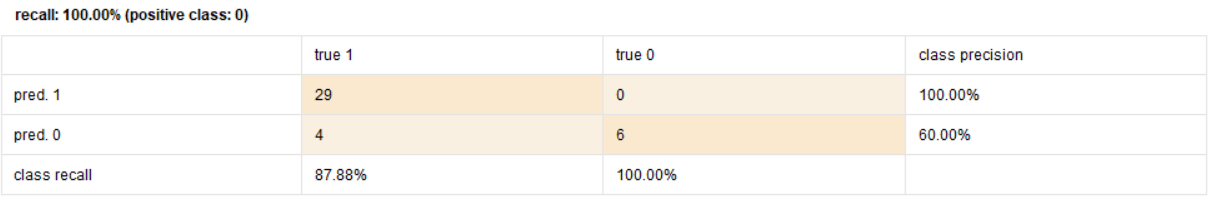 recall: 100.00% (positive class: 0)
true 1 true 0 class precision
pred. 1 29 0 100.00%
pred. 0 4 6 60.00%
class recall 87.88% 100.00%